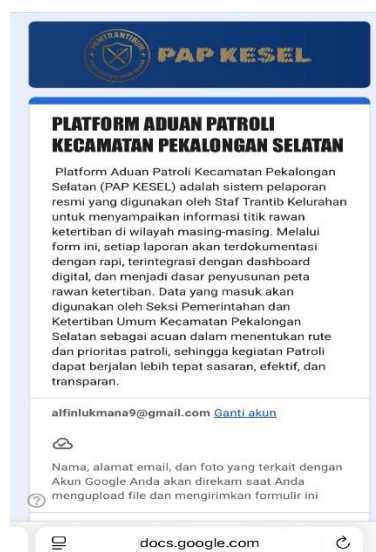 PEMTRANTIBUM
PAP KESEL
PLATFORM ADUAN PATROLI
KECAMATAN PEKALONGAN SELATAN
Platform Aduan Patroli Kecamatan Pekalongan
Selatan (PAP KESEL) adalah sistem pelaporan
resmi yang digunakan oleh Staf Trantib Kelurahan
untuk menyampaikan informasi titik rawan
ketertiban di wilayah masing-masing. Melalui
form ini, setiap laporan akan terdokumentasi
dengan rapi, terintegrasi dengan dashboard
digital, dan menjadi dasar penyusunan peta
rawan ketertiban. Data yang masuk akan
digunakan oleh Seksi Pemerintahan dan
Ketertiban Umum Kecamatan Pekalongan
Selatan sebagai acuan dalam menentukan rute
dan prioritas patroli, sehingga kegiatan Patroli
dapat berjalan lebih tepat sasaran, efektif, dan
transparan.
alfinlukmana9@gmail.com Ganti akun
Nama, alamat email, dan foto yang terkait dengan
Akun Google Anda akan direkam saat Anda
mengupload file dan mengirimkan formulir ini
docs.google.com